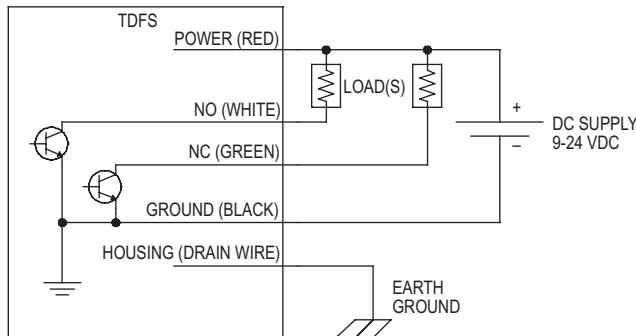 TDFS
POWER (RED)
LOAD(S)
NO (WHITE)
+
DC SUPPLY
9-24 VDC
–
NC (GREEN)
GROUND (BLACK)
HOUSING (DRAIN WIRE)
EARTH
GROUND